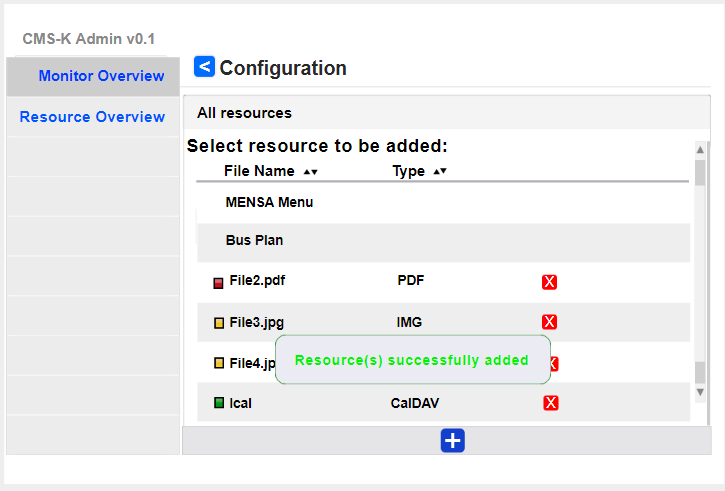 CMS-K Admin v0.1
Monitor Overview
Resource Overview
< Configuration
All resources
Select resource to be added:
File Name ▲▼ Type ▲▼
MENSA Menu
Bus Plan
File2.pdf PDF X
File3.jpg IMG X
File4.jp X
Resource(s) successfully added
Ical CalDAV X
+